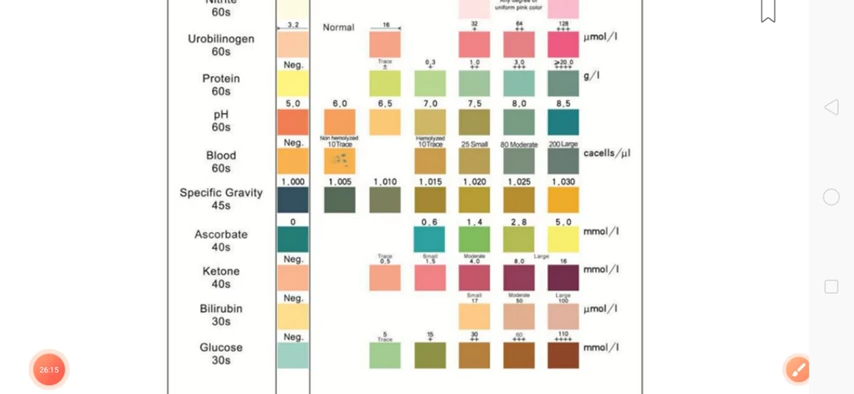 Nitrite
60s
Any degree of
uniform pink color
Urobilinogen
60s
3.2 Normal 16 32 64 128 μmol/l
+ ++ +++
Protein
60s
Neg. Trace 0.3 1.0 3.0 ≥20.0 g/l
± + ++ +++ ++++
pH
60s
5.0 6.0 6.5 7.0 7.5 8.0 8.5
Blood
60s
Neg. Non hemolyzed 10Trace Hemolyzed 10Trace 25 Small 80 Moderate 200 Large cacells/μl
Specific Gravity
45s
1.000 1.005 1.010 1.015 1.020 1.025 1.030
Ascorbate
40s
0 0.6 1.4 2.8 5.0 mmol/l
Ketone
40s
Neg. Trace Small Moderate Large
0.5 1.5 4.0 8.0 16 mmol/l
Bilirubin
30s
Neg. Small Moderate Large
17 50 100 μmol/l
Glucose
30s
Neg. 5 15 30 60 110 mmol/l
Trace + ++ +++ ++++
26:15